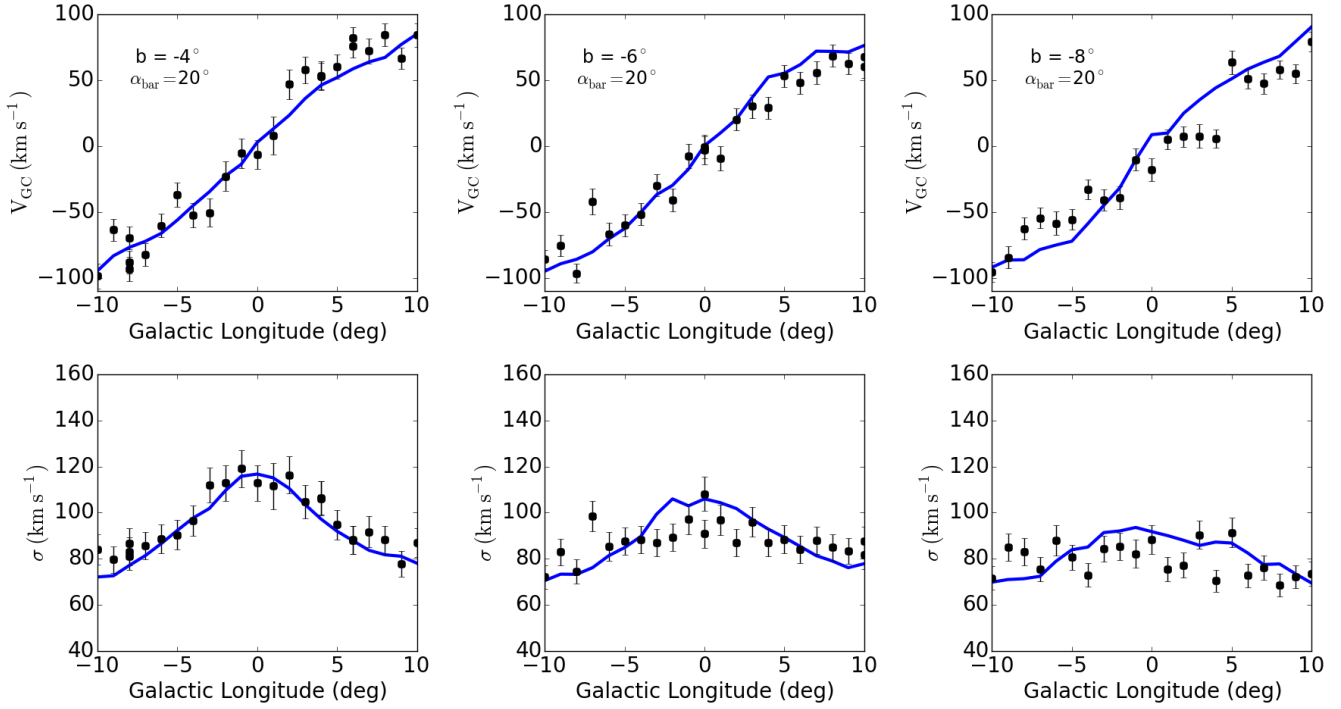 100
50
0
−50
−100
V_GC (km s⁻¹)
b = -4°
α_bar = 20°
−10 −5 0 5 10
Galactic Longitude (deg)
100
50
0
−50
−100
V_GC (km s⁻¹)
b = -6°
α_bar = 20°
−10 −5 0 5 10
Galactic Longitude (deg)
100
50
0
−50
−100
V_GC (km s⁻¹)
b = -8°
α_bar = 20°
−10 −5 0 5 10
Galactic Longitude (deg)
160
140
120
100
80
60
40
σ (km s⁻¹)
−10 −5 0 5 10
Galactic Longitude (deg)
160
140
120
100
80
60
40
σ (km s⁻¹)
−10 −5 0 5 10
Galactic Longitude (deg)
160
140
120
100
80
60
40
σ (km s⁻¹)
−10 −5 0 5 10
Galactic Longitude (deg)